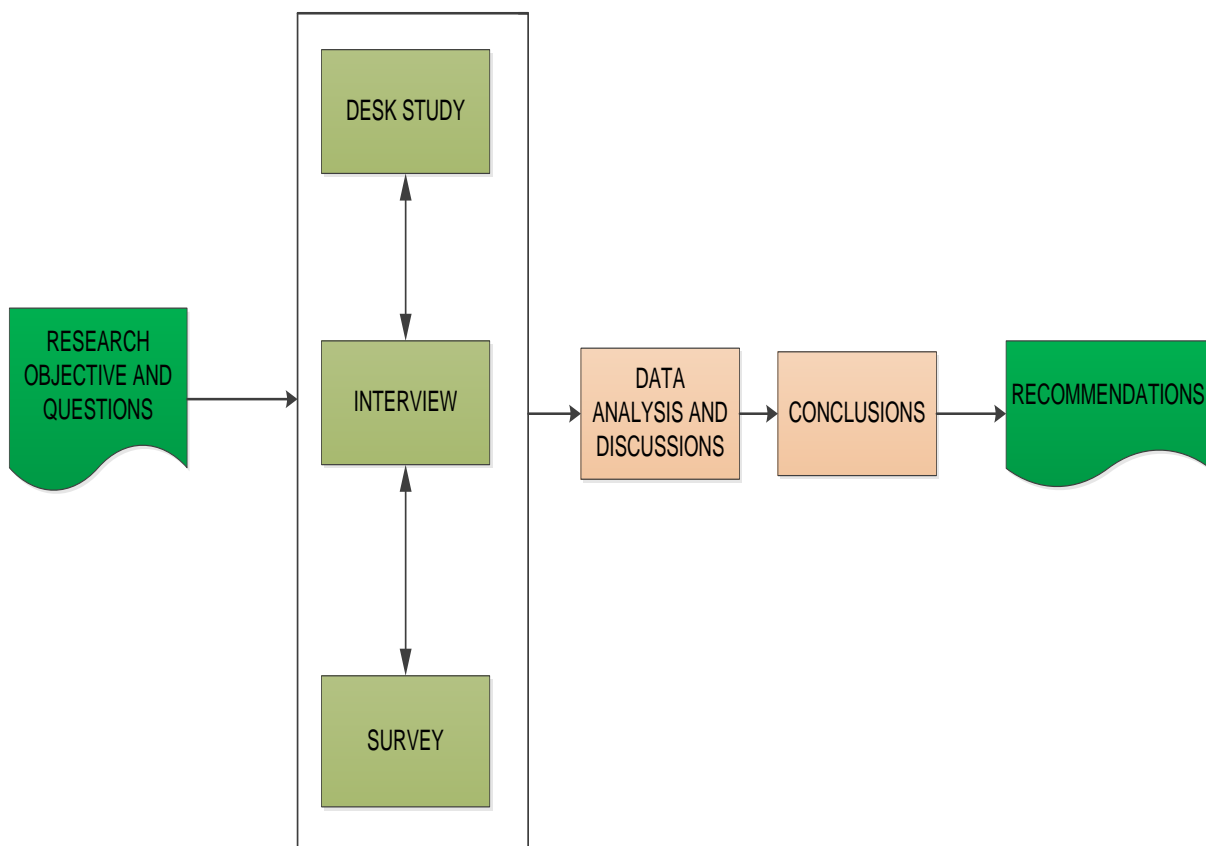 RESEARCH
OBJECTIVE AND
QUESTIONS
DESK STUDY
INTERVIEW
SURVEY
DATA
ANALYSIS AND
DISCUSSIONS
CONCLUSIONS
RECOMMENDATIONS